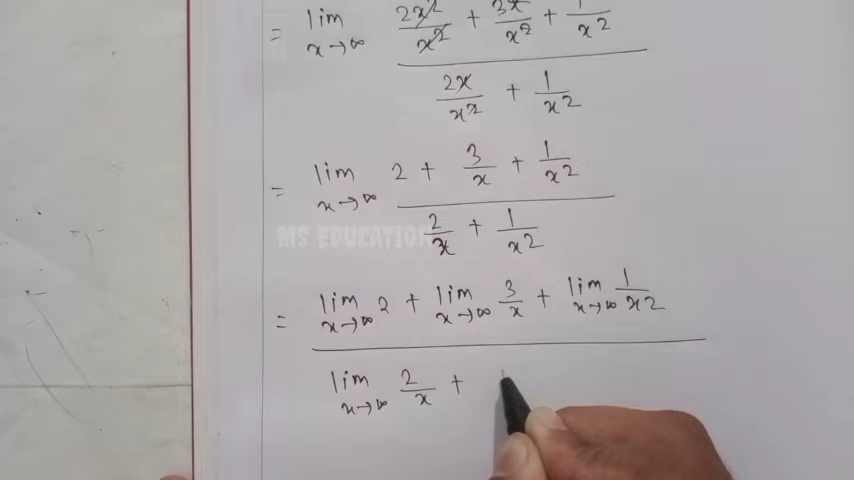 = lim x→∞ 2x²/x² + 3x/x² + 1/x2
2x/x² + 1/x2
= lim x→∞ 2 + 3/x + 1/x2
2/x + 1/x2
MS EDUCATION
= lim x→∞ 2 + lim x→∞ 3/x + lim x→∞ 1/x2
lim x→∞ 2/x +